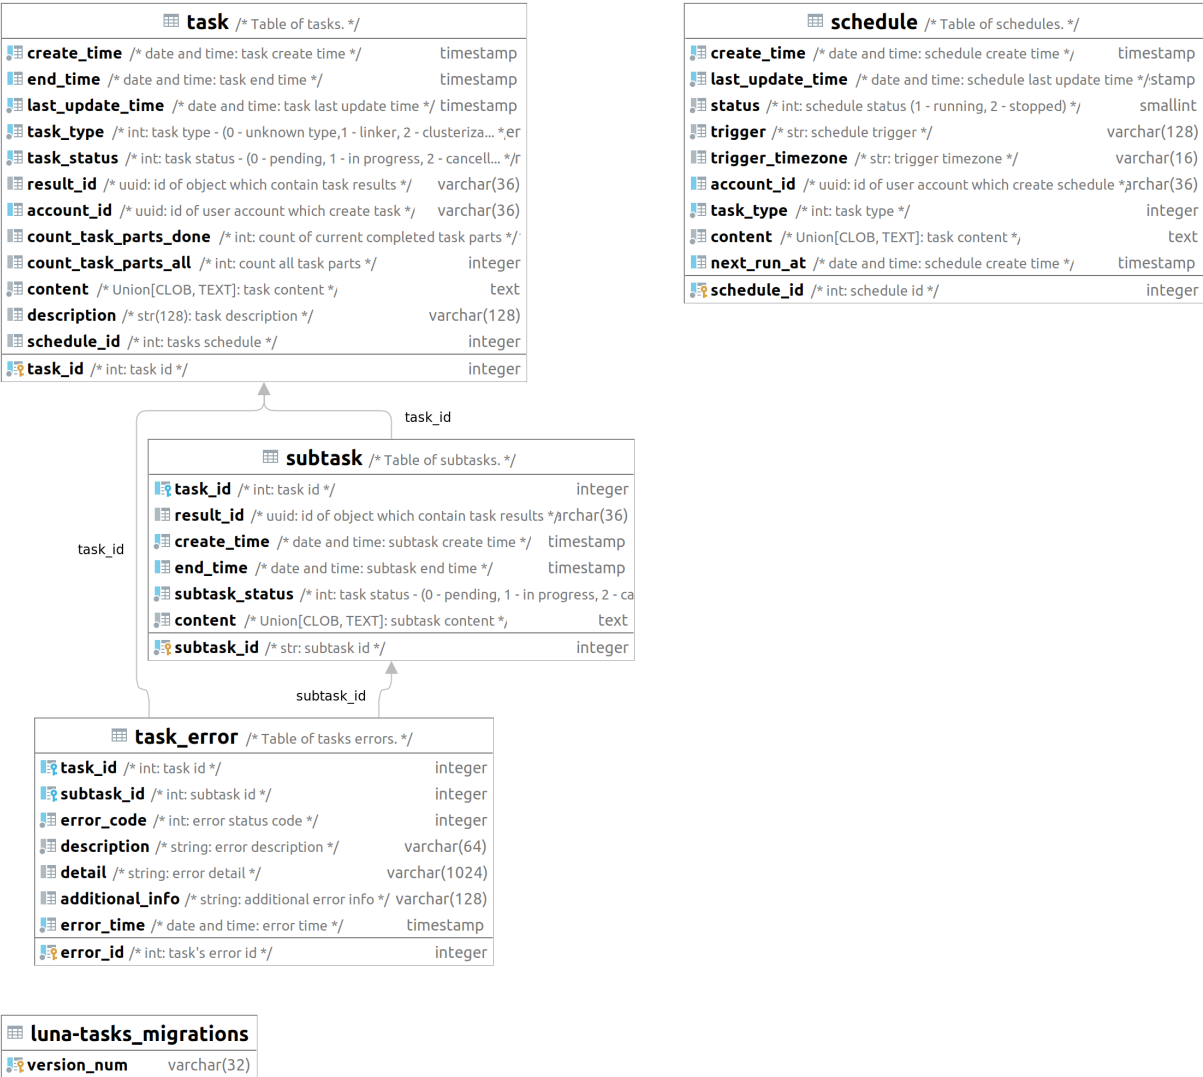 task /* Table of tasks. */
create_time /* date and time: task create time */ timestamp
end_time /* date and time: task end time */ timestamp
last_update_time /* date and time: task last update time */ timestamp
task_type /* int: task type - (0 - unknown type,1 - linker, 2 - clusteriza... */er
task_status /* int: task status - (0 - pending, 1 - in progress, 2 - cancell... */r
result_id /* uuid: id of object which contain task results */ varchar(36)
account_id /* uuid: id of user account which create task */ varchar(36)
count_task_parts_done /* int: count of current completed task parts */
count_task_parts_all /* int: count all task parts */ integer
content /* Union[CLOB, TEXT]: task content */ text
description /* str(128): task description */ varchar(128)
schedule_id /* int: tasks schedule */ integer
task_id /* int: task id */ integer
schedule /* Table of schedules. */
create_time /* date and time: schedule create time */ timestamp
last_update_time /* date and time: schedule last update time */stamp
status /* int: schedule status (1 - running, 2 - stopped) */ smallint
trigger /* str: schedule trigger */ varchar(128)
trigger_timezone /* str: trigger timezone */ varchar(16)
account_id /* uuid: id of user account which create schedule */archar(36)
task_type /* int: task type */ integer
content /* Union[CLOB, TEXT]: task content */ text
next_run_at /* date and time: schedule create time */ timestamp
schedule_id /* int: schedule id */ integer
task_id
subtask /* Table of subtasks. */
task_id /* int: task id */ integer
result_id /* uuid: id of object which contain task results */archar(36)
create_time /* date and time: subtask create time */ timestamp
end_time /* date and time: subtask end time */ timestamp
subtask_status /* int: task status - (0 - pending, 1 - in progress, 2 - ca
content /* Union[CLOB, TEXT]: subtask content */ text
subtask_id /* str: subtask id */ integer
task_id
subtask_id
task_error /* Table of tasks errors. */
task_id /* int: task id */ integer
subtask_id /* int: subtask id */ integer
error_code /* int: error status code */ integer
description /* string: error description */ varchar(64)
detail /* string: error detail */ varchar(1024)
additional_info /* string: additional error info */ varchar(128)
error_time /* date and time: error time */ timestamp
error_id /* int: task's error id */ integer
luna-tasks_migrations
version_num varchar(32)